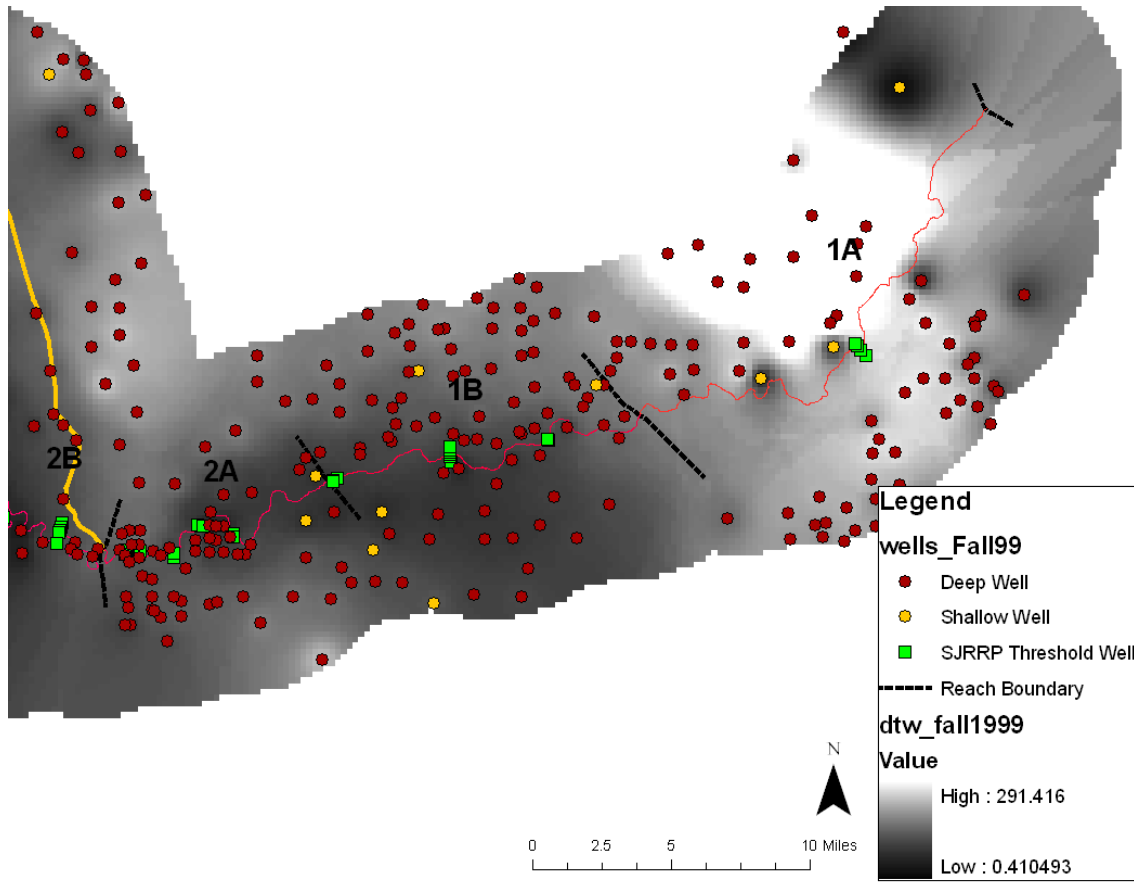 1A
1B
2B
2A
Legend
wells_Fall99
Deep Well
Shallow Well
SJRRP Threshold Well
Reach Boundary
dtw_fall1999
Value
High : 291.416
Low : 0.410493
N
0 2.5 5 10 Miles